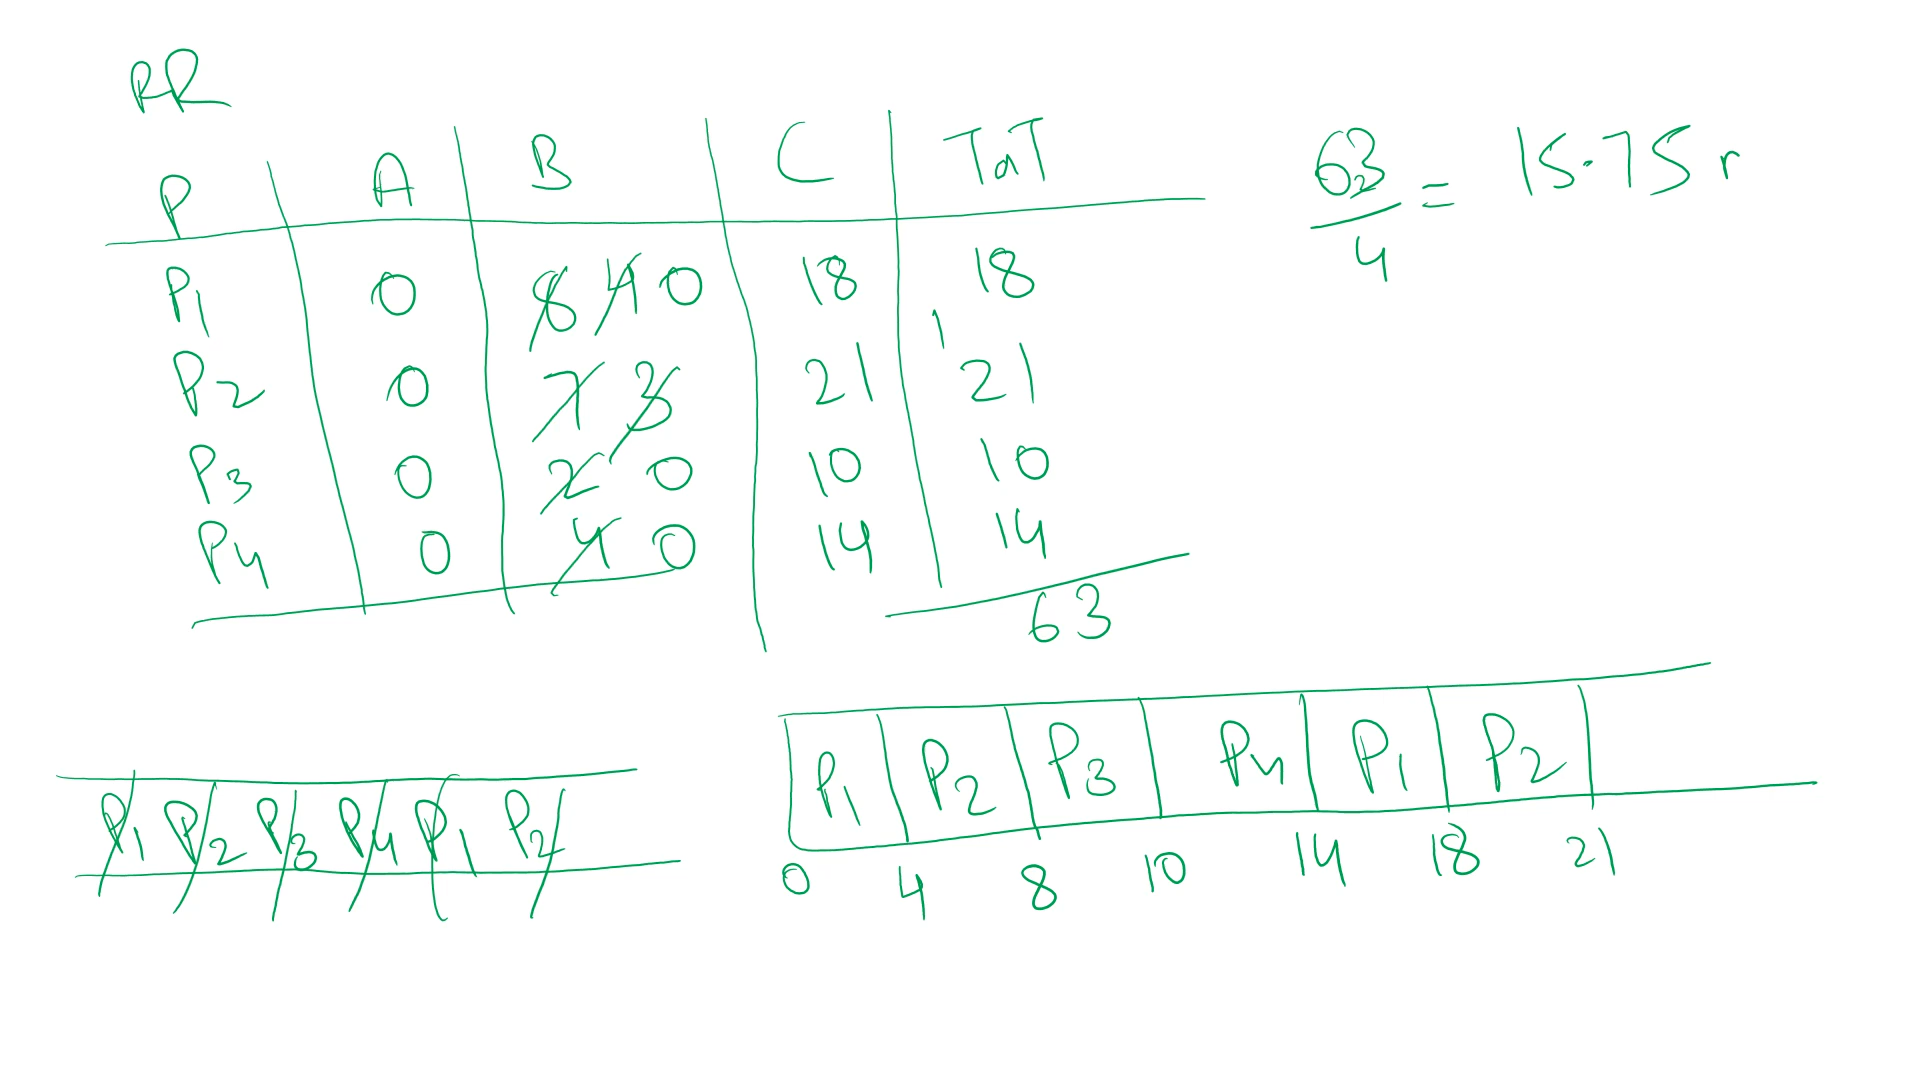 RR
P A B C TaT
P1 0 8 4 0 18 18
P2 0 7 3 21 21
P3 0 2 0 10 10
P4 0 4 0 14 14
63
63/4 = 15.75 r
P1 P2 P3 P4 P1 P2
P1 P2 P3 P4 P1 P2
0 4 8 10 14 18 21